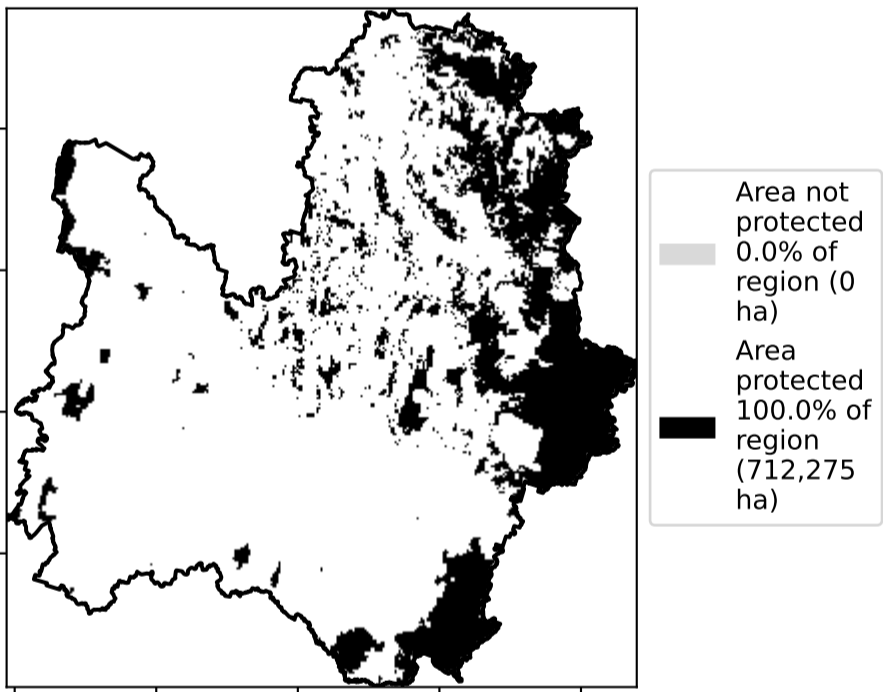 Area not
protected
0.0% of
region (0
ha)
Area
protected
100.0% of
region
(712,275
ha)